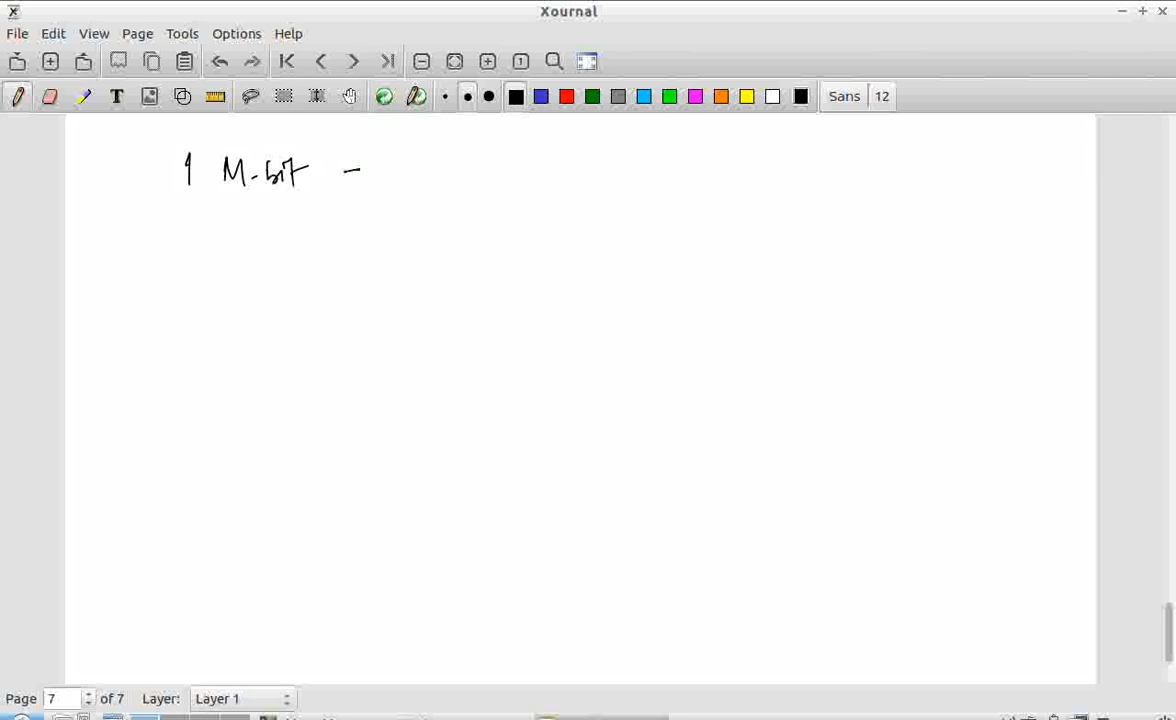 Xournal
File Edit View Page Tools Options Help
Sans 12
1 M-bit -
Page 7 of 7 Layer: Layer 1